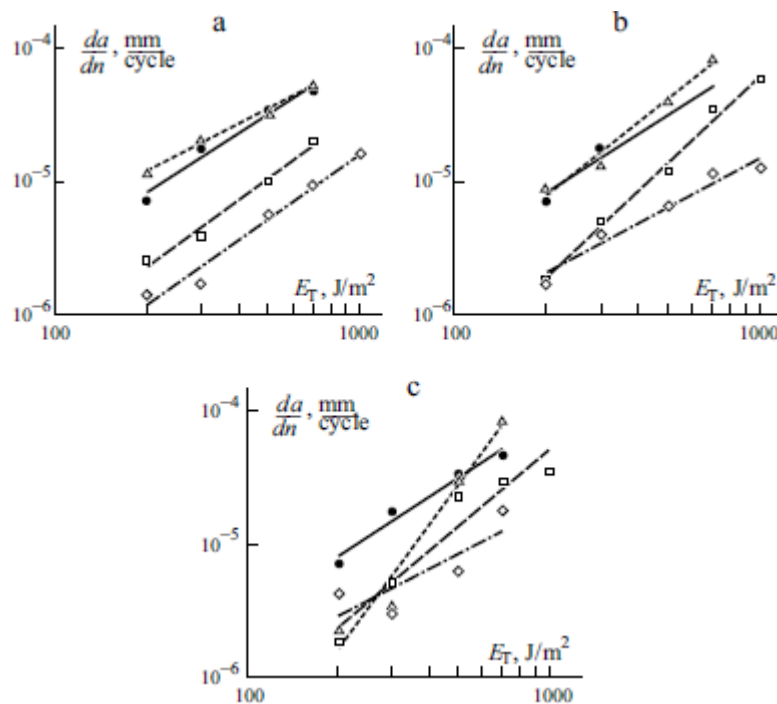 a
da/dn, mm/cycle
10⁻⁴
10⁻⁵
10⁻⁶
E_T, J/m²
100
1000
b
da/dn, mm/cycle
10⁻⁴
10⁻⁵
10⁻⁶
E_T, J/m²
100
1000
c
da/dn, mm/cycle
10⁻⁴
10⁻⁵
10⁻⁶
E_T, J/m²
100
1000